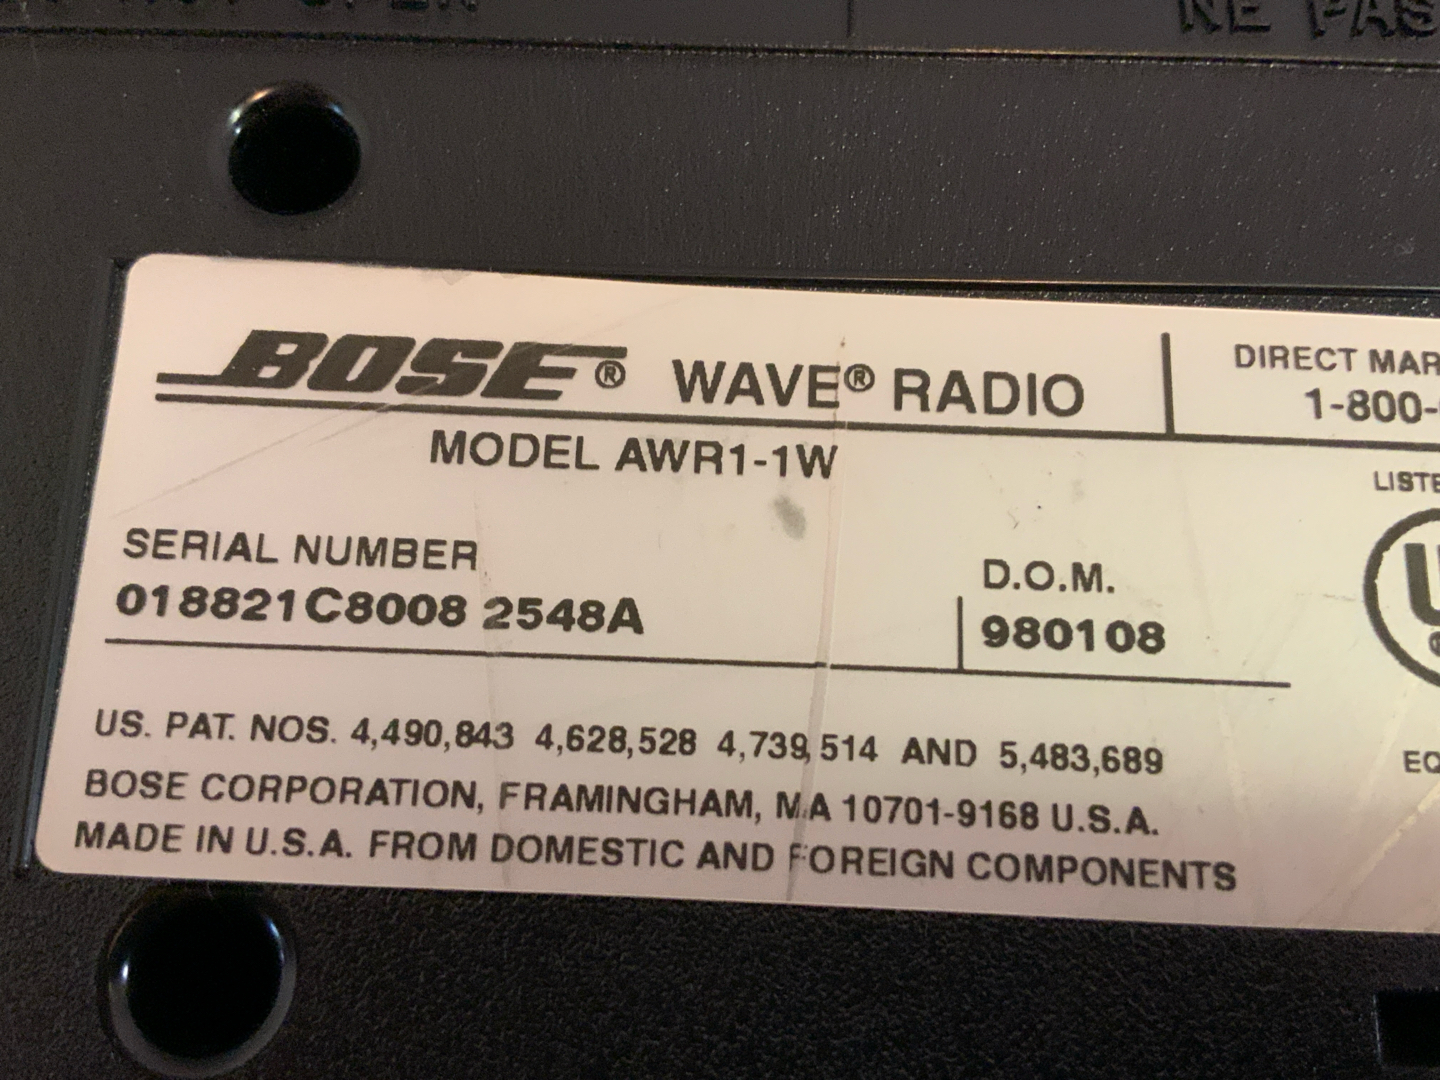 NE PAS
BOSE® WAVE® RADIO
MODEL AWR1-1W
DIRECT MAR
1-800-
LISTE
SERIAL NUMBER
018821C8008 2548A
D.O.M.
980108
U
US. PAT. NOS. 4,490,843 4,628,528 4,739,514 AND 5,483,689
EQ
BOSE CORPORATION, FRAMINGHAM, MA 10701-9168 U.S.A.
MADE IN U.S.A. FROM DOMESTIC AND FOREIGN COMPONENTS